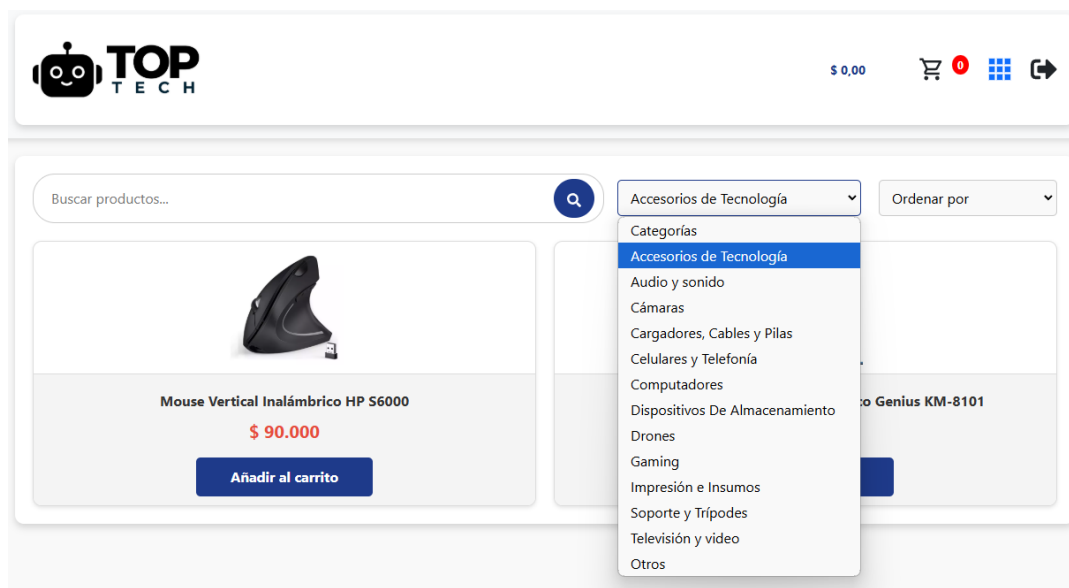 TOP
TECH
$ 0,00
0
Buscar productos...
Accesorios de Tecnología
Ordenar por
Categorías
Accesorios de Tecnología
Audio y sonido
Cámaras
Cargadores, Cables y Pilas
Celulares y Telefonía
Computadores
Dispositivos De Almacenamiento
Drones
Gaming
Impresión e Insumos
Soporte y Trípodes
Televisión y video
Otros
Mouse Vertical Inalámbrico HP S6000
$ 90.000
Añadir al carrito
Genius KM-8101